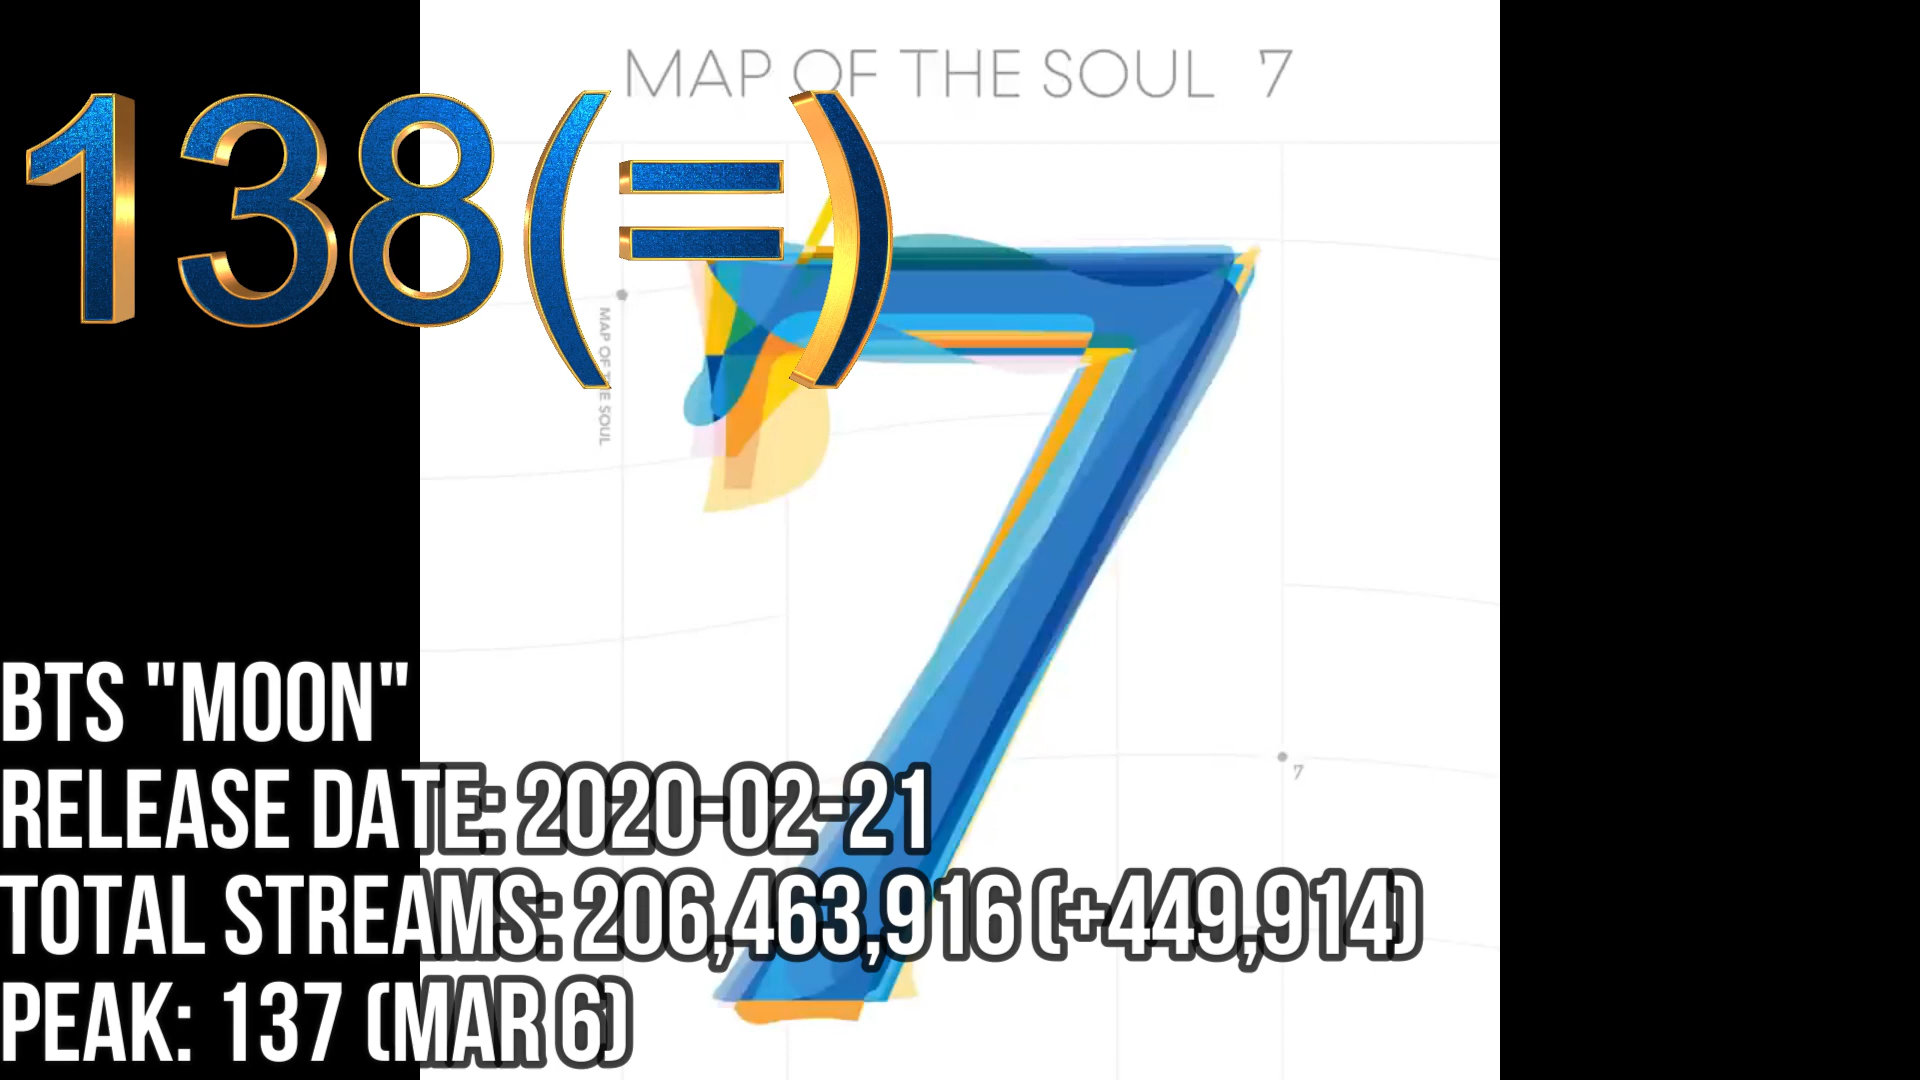 MAP OF THE SOUL 7
138(=)
MAP OF THE SOUL
7
BTS "MOON"
RELEASE DATE: 2020-02-21
TOTAL STREAMS: 206,463,916 (+449,914)
PEAK: 137 (MAR 6)